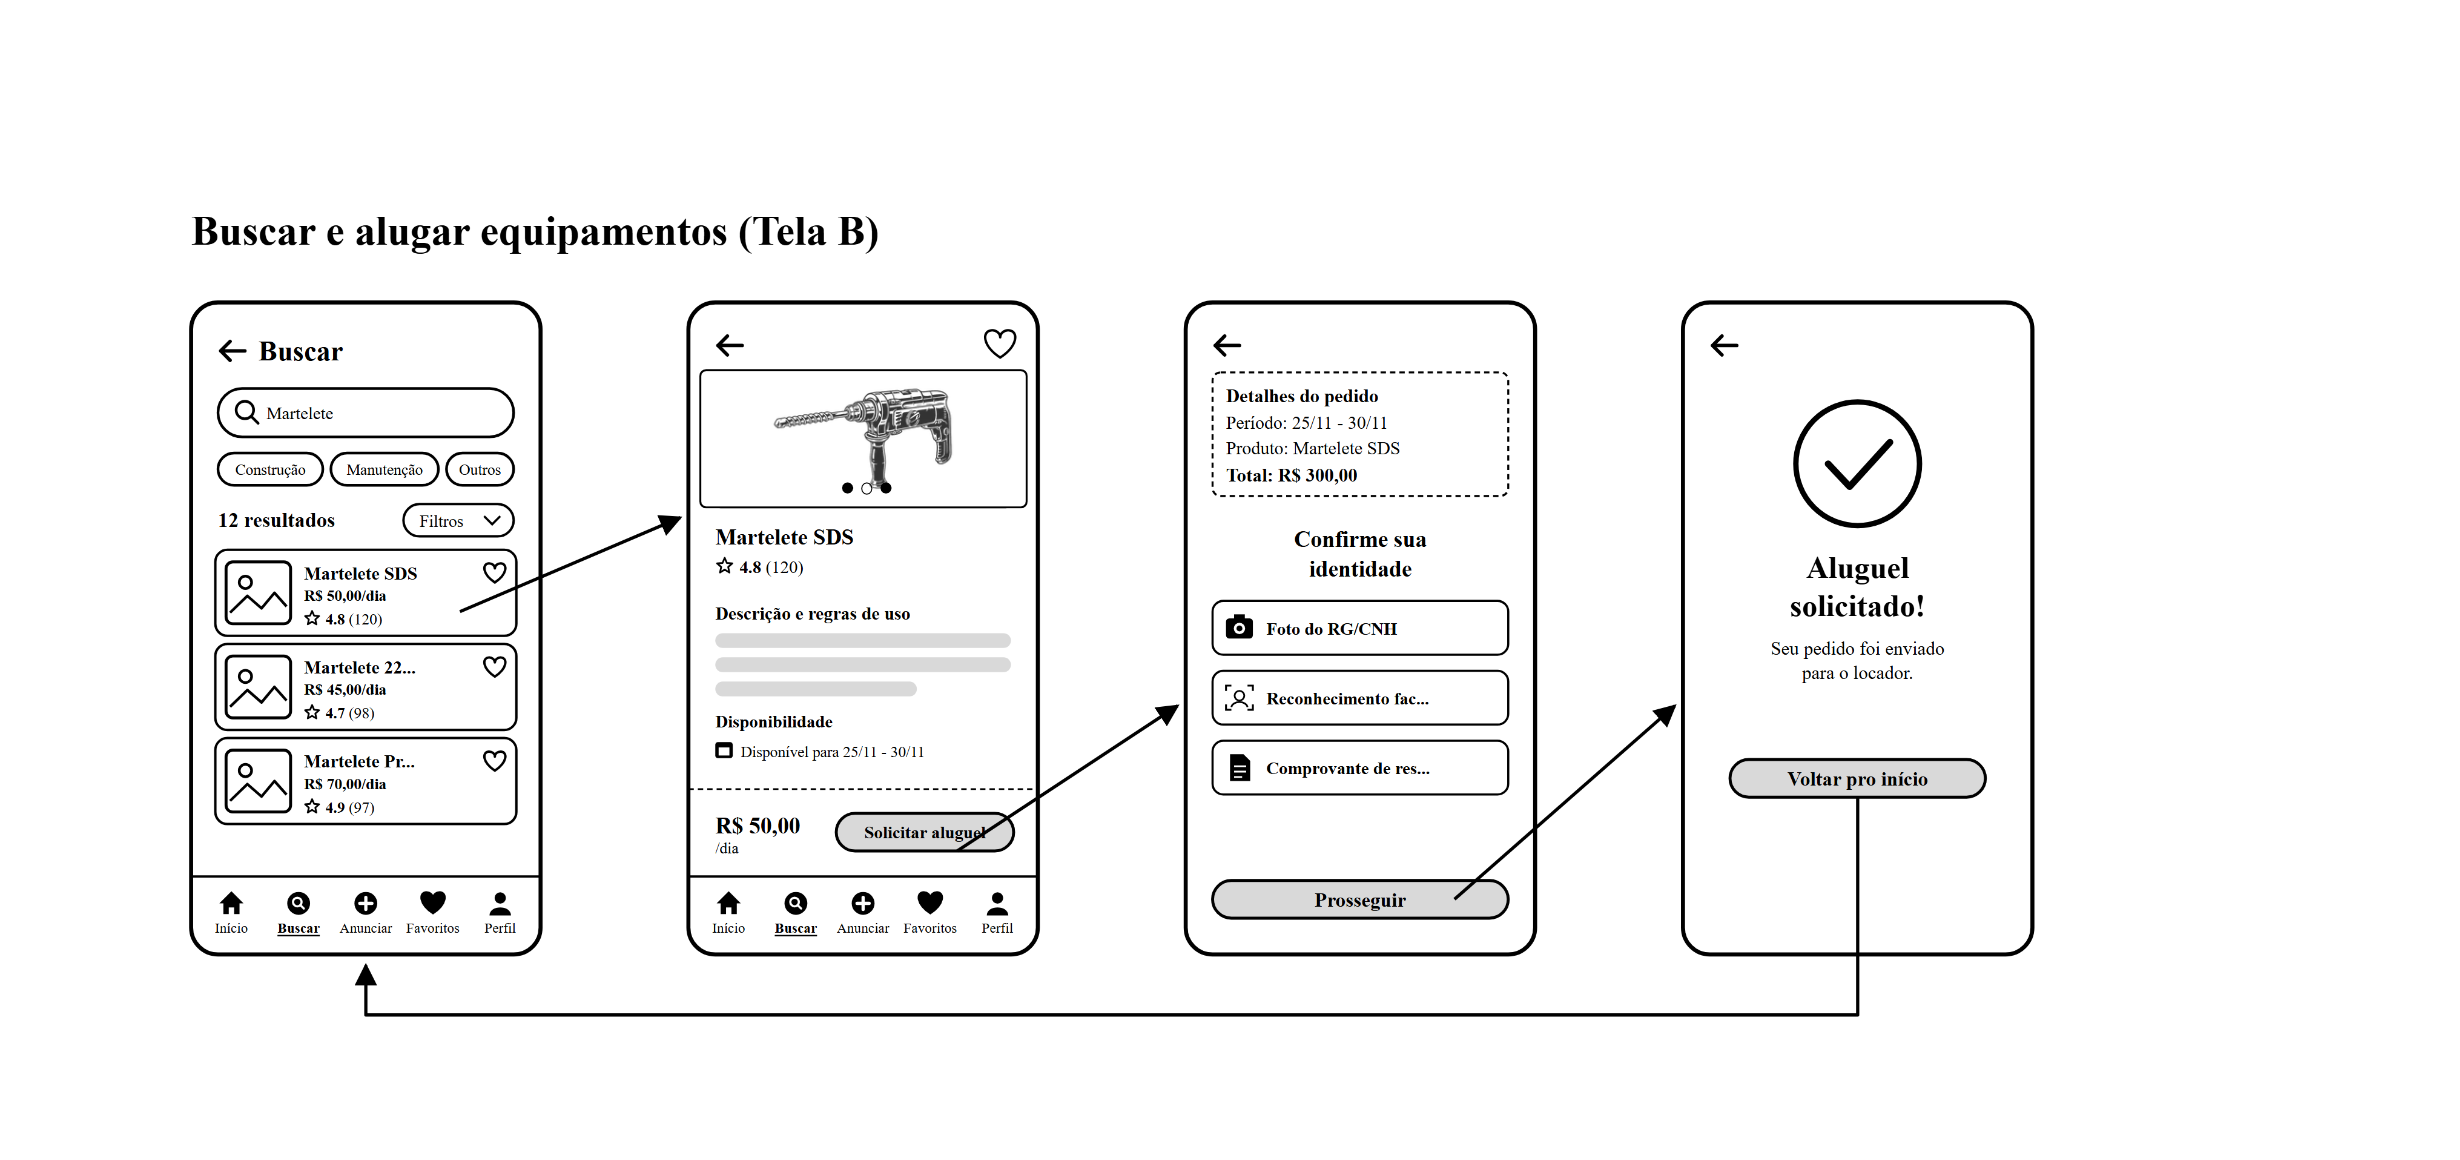 Buscar e alugar equipamentos (Tela B)
Buscar
Martelete
Construção
Manutenção
Outros
12 resultados
Filtros
Martelete SDS
R$ 50,00/dia
4.8 (120)
Martelete 22...
R$ 45,00/dia
4.7 (98)
Martelete Pr...
R$ 70,00/dia
4.9 (97)
Início
Buscar
Anunciar
Favoritos
Perfil
Martelete SDS
4.8 (120)
Descrição e regras de uso
Disponibilidade
Disponível para 25/11 - 30/11
R$ 50,00
/dia
Solicitar aluguel
Início
Buscar
Anunciar
Favoritos
Perfil
Detalhes do pedido
Período: 25/11 - 30/11
Produto: Martelete SDS
Total: R$ 300,00
Confirme sua
identidade
Foto do RG/CNH
Reconhecimento fac...
Comprovante de res...
Prosseguir
Aluguel
solicitado!
Seu pedido foi enviado
para o locador.
Voltar pro início